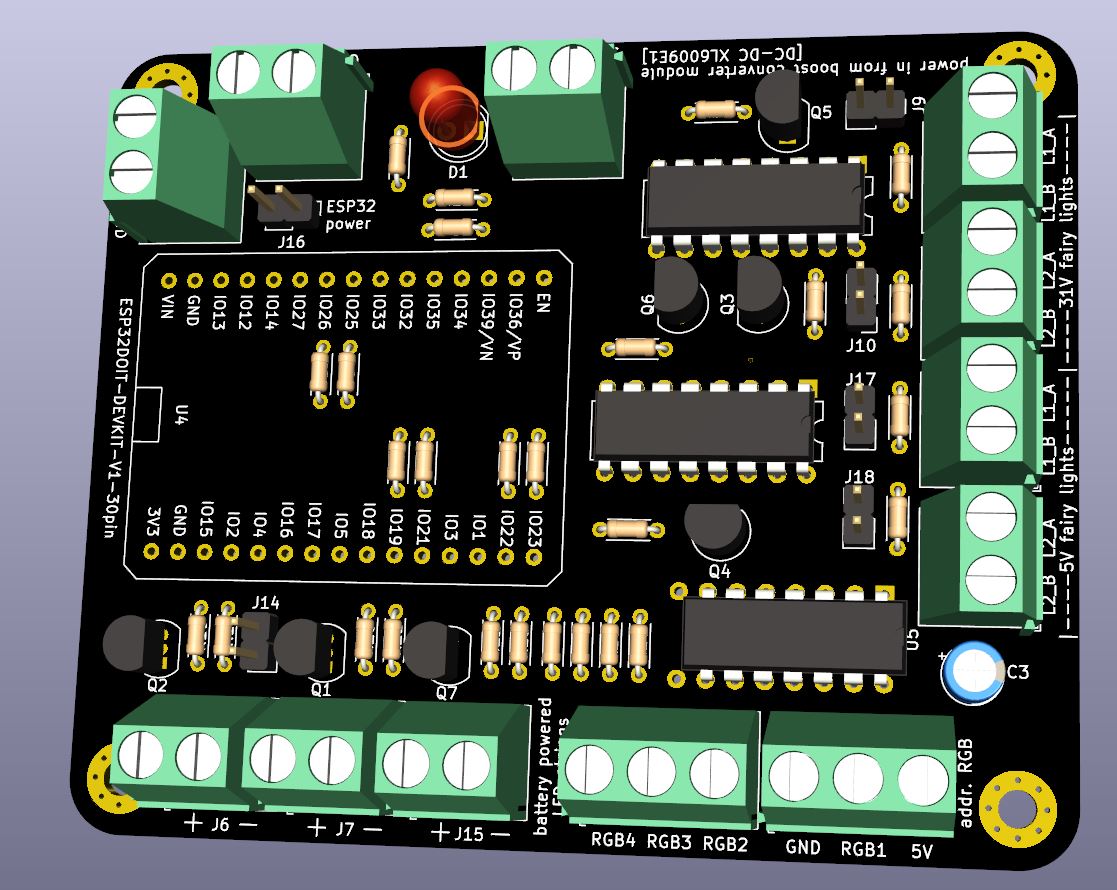 power in from boost converter module
[DC-DC XL6009E1]
J9
Q5
D1
[ESP32
power
J16
L1_A
L1_B
L2_A
L2_B
-----31V fairy lights-----
VIN
GND
IO13
IO12
IO14
IO27
IO26
IO25
IO33
IO32
IO35
IO34
IO39/VN
IO36/VP
EN
Q6
Q3
J10
ESP32DOIT-DEVKIT-V1-30pin
U4
J17
J18
L1_A
L1_B
L2_A
L2_B
-----5V fairy lights-----
3V3
GND
IO15
IO2
IO4
IO16
IO17
IO5
IO18
IO19
IO21
IO3
IO1
IO22
IO23
Q4
J14
U5
C3
+
Q2
Q1
Q7
battery powered
addr. RGB
+ J6 -
+ J7 -
+ J15 -
RGB4 RGB3 RGB2
GND RGB1 5V